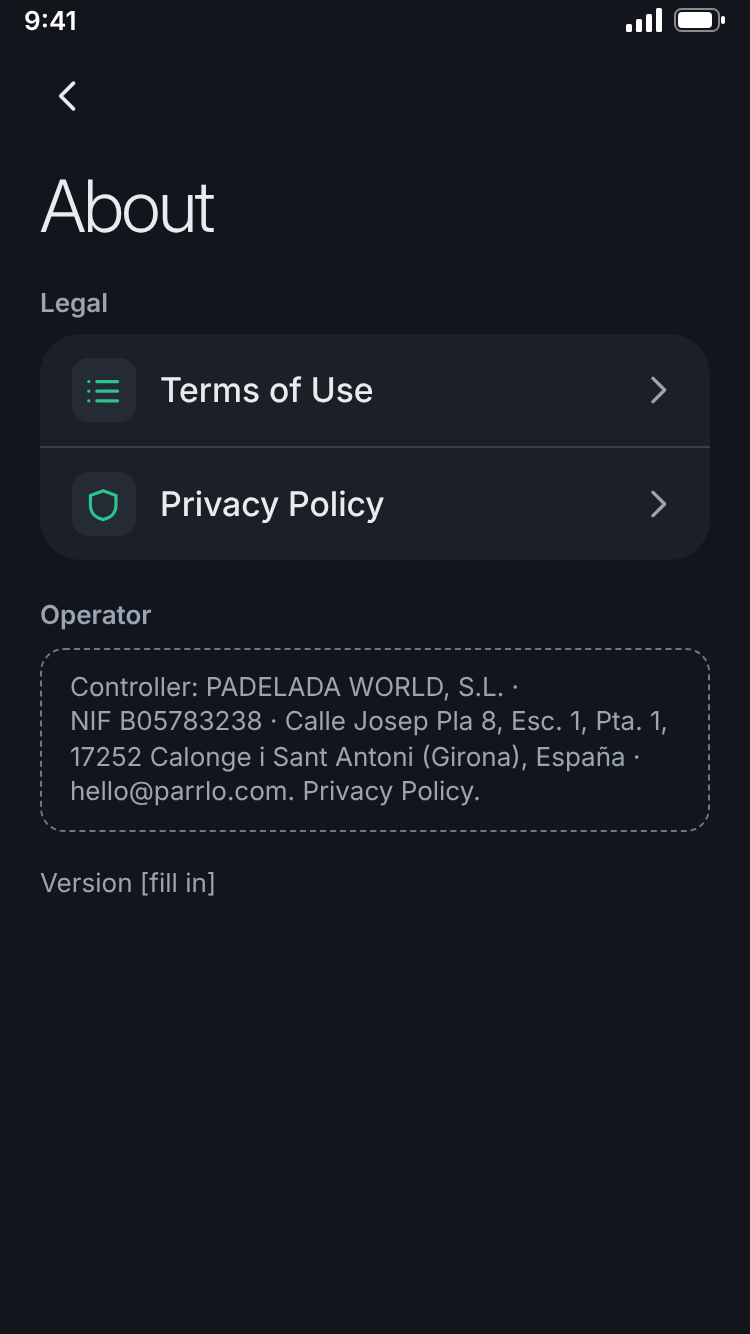 9:41
About
Legal
Terms of Use
Privacy Policy
Operator
Controller: PADELADA WORLD, S.L. ·
NIF B05783238 · Calle Josep Pla 8, Esc. 1, Pta. 1,
17252 Calonge i Sant Antoni (Girona), España ·
hello@parrlo.com. Privacy Policy.
Version [fill in]